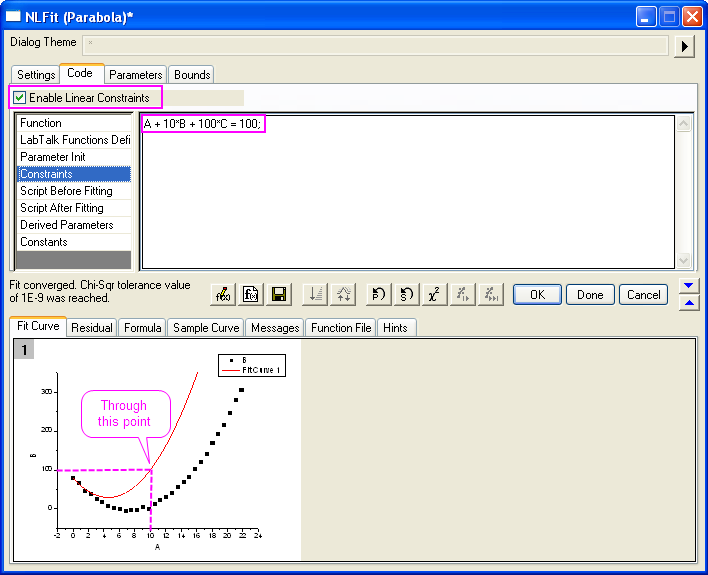 NLFit (Parabola)*
Dialog Theme *
Settings Code Parameters Bounds
Enable Linear Constraints
Function
LabTalk Functions Defi
Parameter Init
Constraints
Script Before Fitting
Script After Fitting
Derived Parameters
Constants
A + 10*B + 100*C = 100;
Fit converged. Chi-Sqr tolerance value
of 1E-9 was reached.
OK Done Cancel
Fit Curve Residual Formula Sample Curve Messages Function File Hints
1
B
FitCurve 1
Through
this point
300
200
100
0
B
-2 0 2 4 6 8 10 12 14 16 18 20 22 24
A